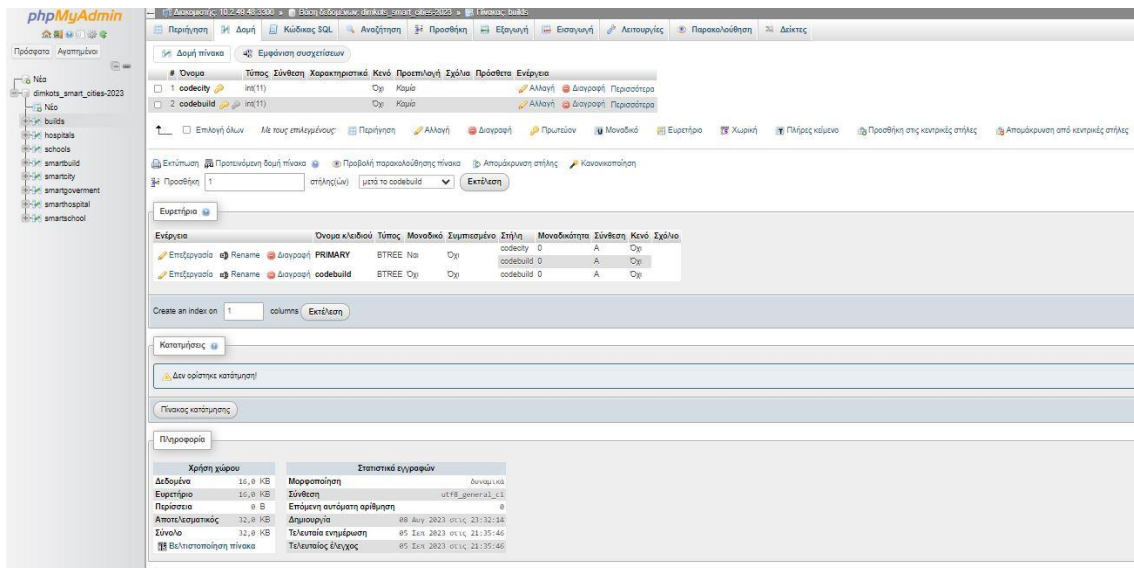 phpMyAdmin
Διακομιστής: 10.2.49.48:3300 » Βάση δεδομένων: dimkots_smart_cities-2023 » Πίνακας: builds
Περιήγηση Δομή Κώδικας SQL Αναζήτηση Προσθήκη Εξαγωγή Εισαγωγή Λειτουργίες Παρακολούθηση Δείκτες
Πρόσφατα Αγαπημένοι
Νέα
dimkots_smart_cities-2023
Νέο
builds
hospitals
schools
smartbuild
smartcity
smartgoverment
smarthospital
smartschool
Δομή πίνακα Εμφάνιση συσχετίσεων
# Όνομα Τύπος Σύνθεση Χαρακτηριστικά Κενό Προεπιλογή Σχόλια Πρόσθετα Ενέργεια
1 codecity int(11) Όχι Καμία Αλλαγή Διαγραφή Περισσότερα
2 codebuild int(11) Όχι Καμία Αλλαγή Διαγραφή Περισσότερα
Επιλογή όλων Με τους επιλεγμένους: Περιήγηση Αλλαγή Διαγραφή Πρωτεύον Μοναδικό Ευρετήριο Χωρική Πλήρες κείμενο Προσθήκη στις κεντρικές στήλες Απομάκρυνση από κεντρικές στήλες
Εκτύπωση Προτεινόμενη δομή πίνακα Προβολή παρακολούθησης πίνακα Απομάκρυνση στήλης Κανονικοποίηση
Προσθήκη 1 στήλης(ών) μετά το codebuild Εκτέλεση
Ευρετήρια
Ενέργεια Όνομα κλειδιού Τύπος Μοναδικό Συμπιεσμένο Στήλη Μοναδικότητα Σύνθεση Κενό Σχόλιο
Επεξεργασία Rename Διαγραφή PRIMARY BTREE Ναι Όχι codecity 0 A Όχι
codebuild 0 A Όχι
Επεξεργασία Rename Διαγραφή codebuild BTREE Όχι Όχι codebuild 0 A Όχι
Create an index on 1 columns Εκτέλεση
Κατατμήσεις
Δεν ορίστηκε κατάτμηση!
Πίνακας κατάτμησης
Πληροφορία
Χρήση χώρου
Δεδομένα 16,0 KB
Ευρετήριο 16,0 KB
Περίσσεια 0 B
Αποτελεσματικός 32,0 KB
Σύνολο 32,0 KB
Βελτιστοποίηση πίνακα
Στατιστικά εγγραφών
Μορφοποίηση δυναμικά
Σύνθεση utf8_general_ci
Επόμενη αυτόματη αρίθμηση 0
Δημιουργία 08 Αυγ 2023 στις 23:32:14
Τελευταία ενημέρωση 05 Σεπ 2023 στις 21:35:46
Τελευταίος έλεγχος 05 Σεπ 2023 στις 21:35:46